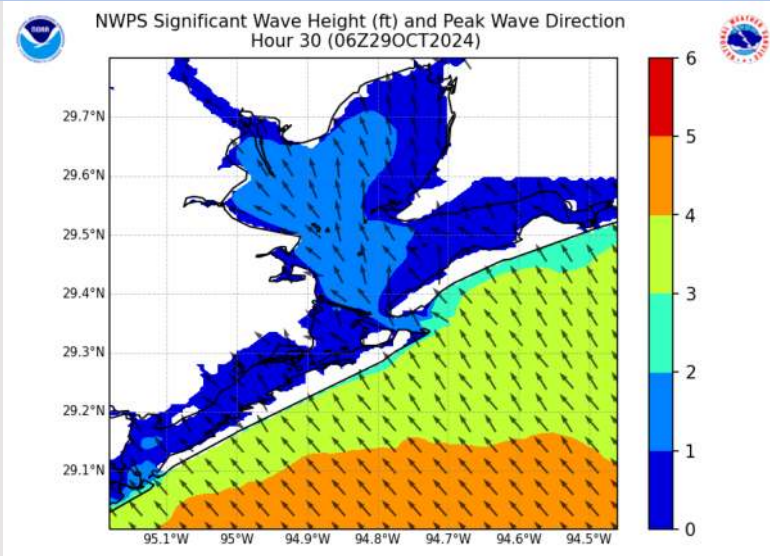 NWPS Significant Wave Height (ft) and Peak Wave Direction
Hour 30 (06Z29OCT2024)
NOAA
29.7°N
29.6°N
29.5°N
29.4°N
29.3°N
29.2°N
29.1°N
95.1°W
95°W
94.9°W
94.8°W
94.7°W
94.6°W
94.5°W
6
5
4
3
2
1
0